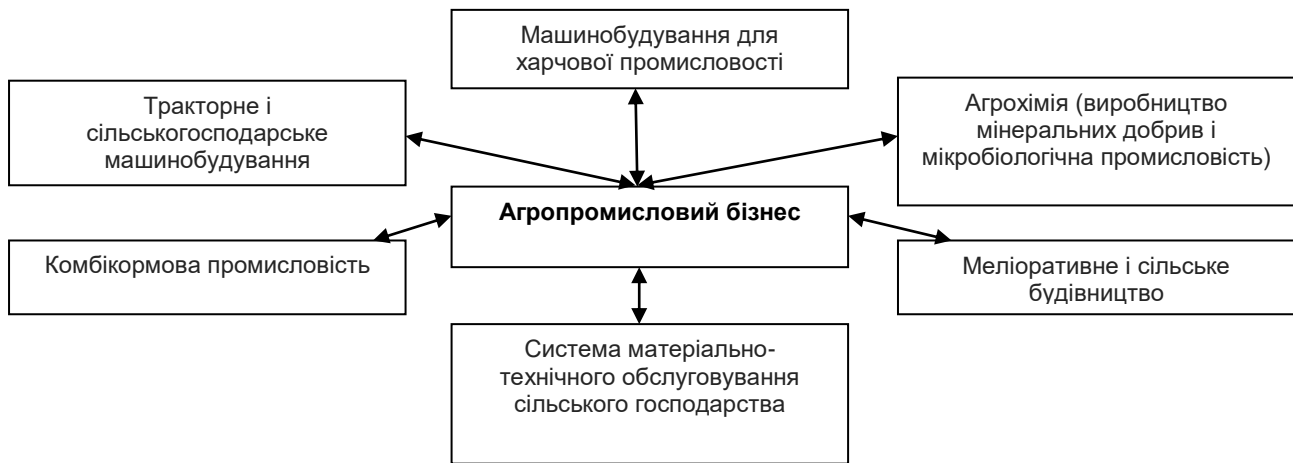 Машинобудування для
харчової промисловості
Тракторне і
сільськогосподарське
машинобудування
Агрохімія (виробництво
мінеральних добрив і
мікробіологічна промисловість)
Агропромисловий бізнес
Комбікормова промисловість
Меліоративне і сільське
будівництво
Система матеріально-
технічного обслуговування
сільського господарства